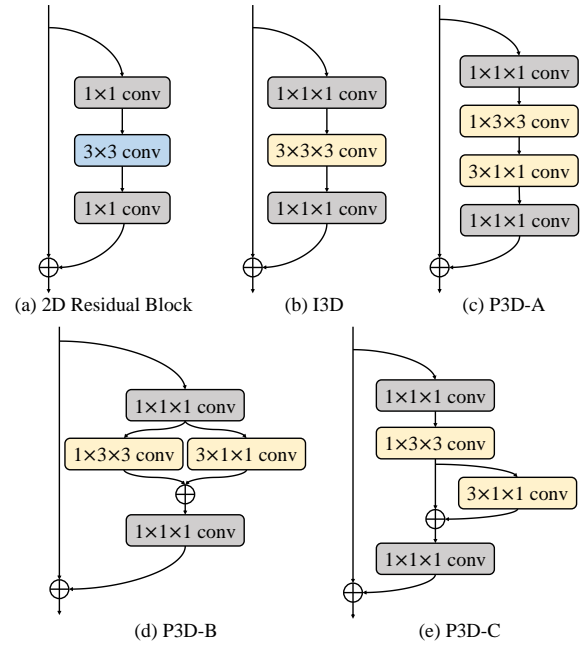 1×1 conv
3×3 conv
1×1 conv
(a) 2D Residual Block
1×1×1 conv
3×3×3 conv
1×1×1 conv
(b) I3D
1×1×1 conv
1×3×3 conv
3×1×1 conv
1×1×1 conv
(c) P3D-A
1×1×1 conv
1×3×3 conv
3×1×1 conv
1×1×1 conv
(d) P3D-B
1×1×1 conv
1×3×3 conv
3×1×1 conv
1×1×1 conv
(e) P3D-C